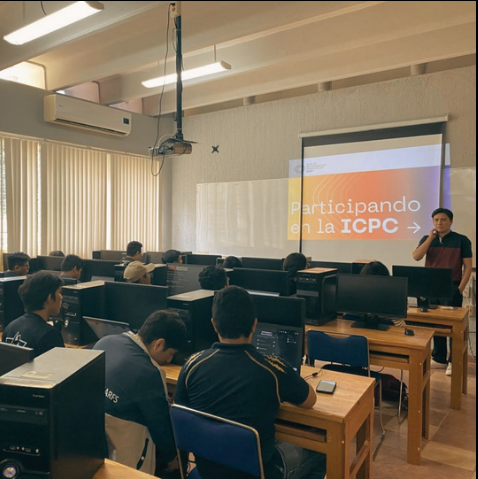 Participando
en la ICPC →